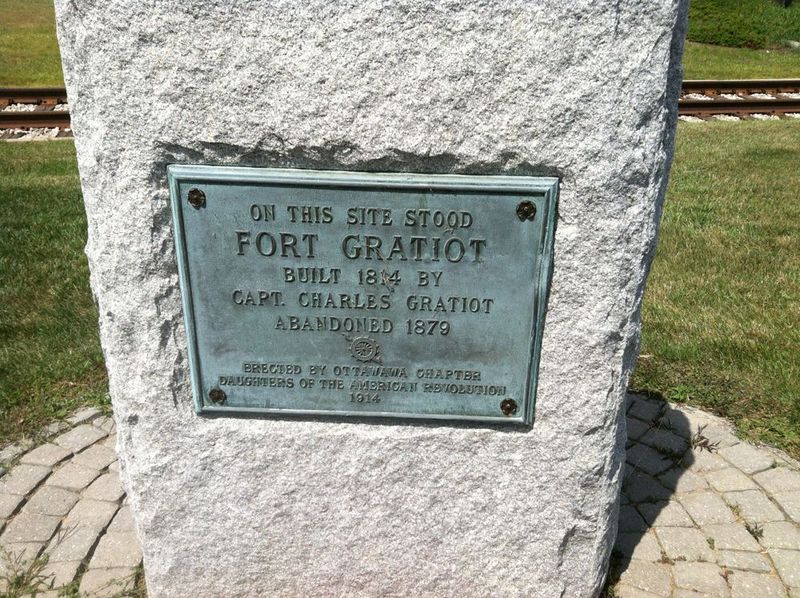 ON THIS SITE STOOD
FORT GRATIOT
BUILT 1814 BY
CAPT. CHARLES GRATIOT
ABANDONED 1879
ERECTED BY OTTAWAWA CHAPTER
DAUGHTERS OF THE AMERICAN REVOLUTION
1914